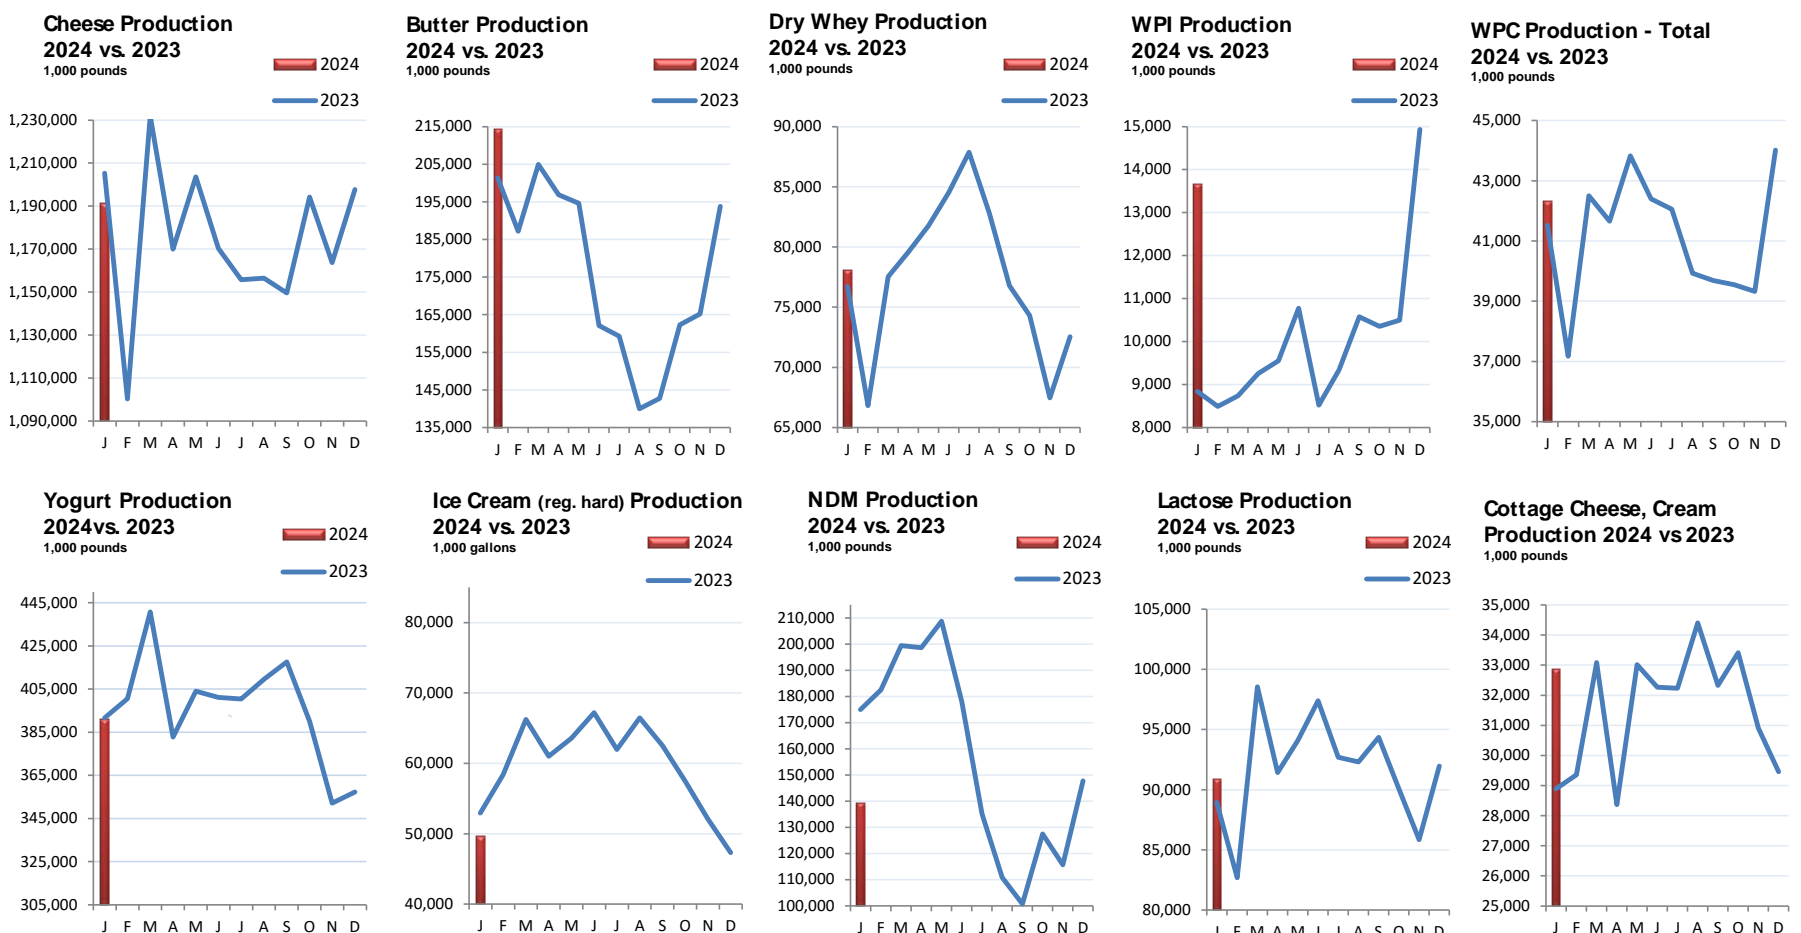 Cheese Production
2024 vs. 2023
1,000 pounds
2024
2023
1,230,000
1,210,000
1,190,000
1,170,000
1,150,000
1,130,000
1,110,000
1,090,000
J F M A M J J A S O N D
Butter Production
2024 vs. 2023
1,000 pounds
2024
2023
215,000
205,000
195,000
185,000
175,000
165,000
155,000
145,000
135,000
J F M A M J J A S O N D
Dry Whey Production
2024 vs. 2023
1,000 pounds
90,000
85,000
80,000
75,000
70,000
65,000
J F M A M J J A S O N D
WPI Production
2024 vs. 2023
1,000 pounds
2024
2023
15,000
14,000
13,000
12,000
11,000
10,000
9,000
8,000
J F M A M J J A S O N D
WPC Production - Total
2024 vs. 2023
1,000 pounds
45,000
43,000
41,000
39,000
37,000
35,000
J F M A M J J A S O N D
Yogurt Production
2024vs. 2023
1,000 pounds
2024
2023
445,000
425,000
405,000
385,000
365,000
345,000
325,000
305,000
J F M A M J J A S O N D
Ice Cream (reg. hard) Production
2024 vs. 2023
1,000 gallons
2024
2023
80,000
70,000
60,000
50,000
40,000
J F M A M J J A S O N D
NDM Production
2024 vs. 2023
1,000 pounds
2024
2023
210,000
200,000
190,000
180,000
170,000
160,000
150,000
140,000
130,000
120,000
110,000
100,000
J F M A M J J A S O N D
Lactose Production
2024 vs. 2023
1,000 pounds
2024
2023
105,000
100,000
95,000
90,000
85,000
80,000
J F M A M J J A S O N D
Cottage Cheese, Cream
Production 2024 vs 2023
1,000 pounds
35,000
34,000
33,000
32,000
31,000
30,000
29,000
28,000
27,000
26,000
25,000
J F M A M J J A S O N D